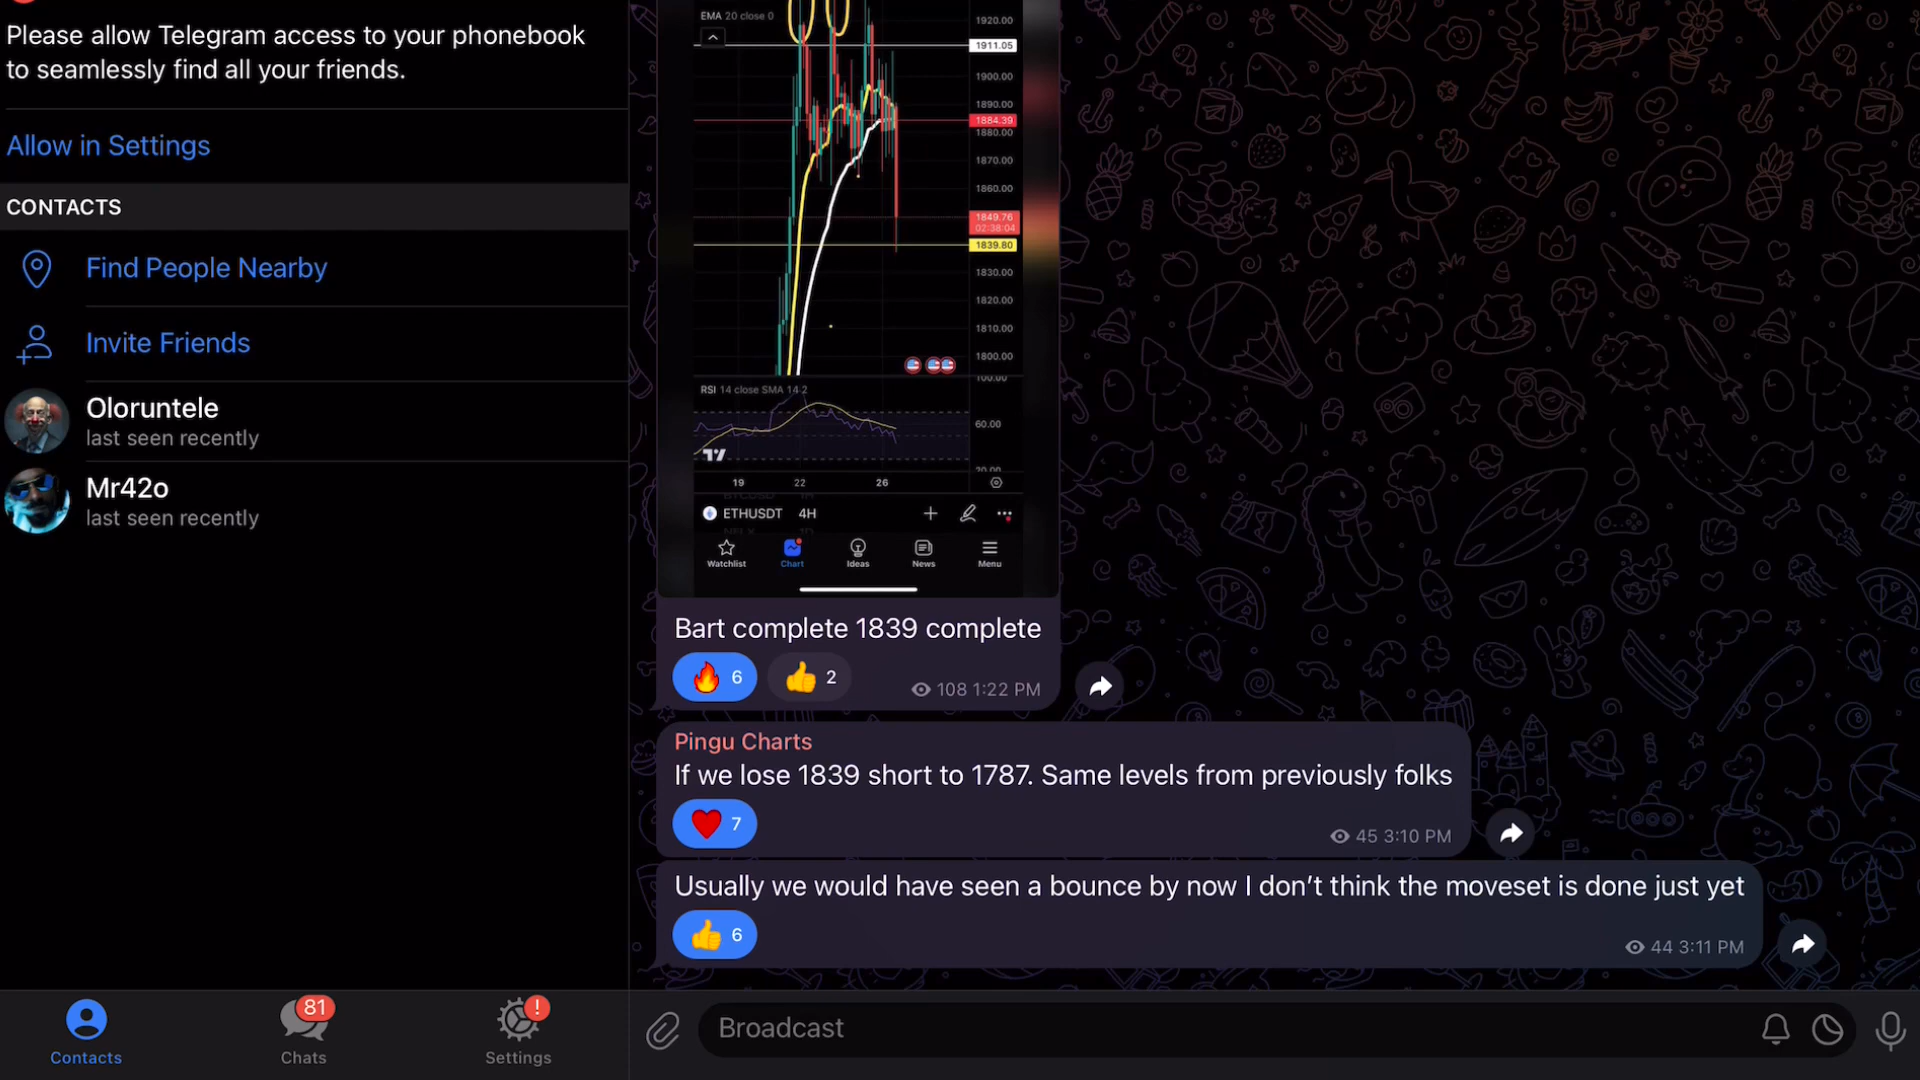 Please allow Telegram access to your phonebook
to seamlessly find all your friends.
Allow in Settings
CONTACTS
Find People Nearby
Invite Friends
Oloruntele
last seen recently
Mr42o
last seen recently
Contacts
81
Chats
!
Settings
EMA 20 close 0
1920.00
1911.05
1900.00
1890.00
1884.39
1880.00
1870.00
1860.00
1849.76
02:38:04
1839.80
1830.00
1820.00
1810.00
1800.00
RSI 14 close SMA 14 2
100.00
60.00
20.00
19 22 26
ETHUSDT 4H
Watchlist Chart Ideas News Menu
Bart complete 1839 complete
6 2 108 1:22 PM
Pingu Charts
If we lose 1839 short to 1787. Same levels from previously folks
7 45 3:10 PM
Usually we would have seen a bounce by now I don’t think the moveset is done just yet
6 44 3:11 PM
Broadcast